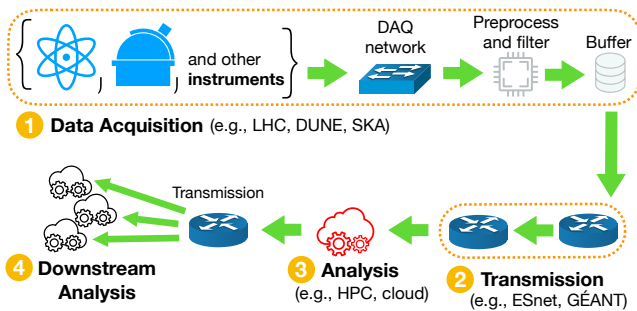 { , , and other
instruments }
DAQ
network
Preprocess
and filter
Buffer
1 Data Acquisition (e.g., LHC, DUNE, SKA)
Transmission
4 Downstream
Analysis
3 Analysis
(e.g., HPC, cloud)
2 Transmission
(e.g., ESnet, GÉANT)